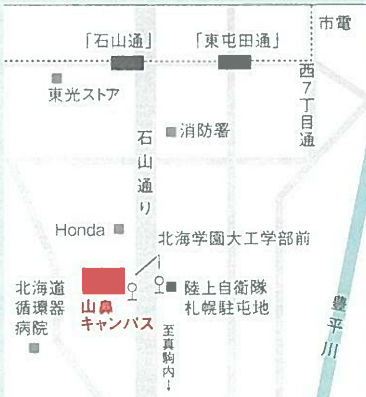 市電
「石山通」
「東屯田通」
西7丁目通
東光ストア
消防署
石山通り
Honda
北海学園大工学部前
北海道
循環器
病院
山鼻
キャンパス
陸上自衛隊
札幌駐屯地
至真駒内↓
豊平川